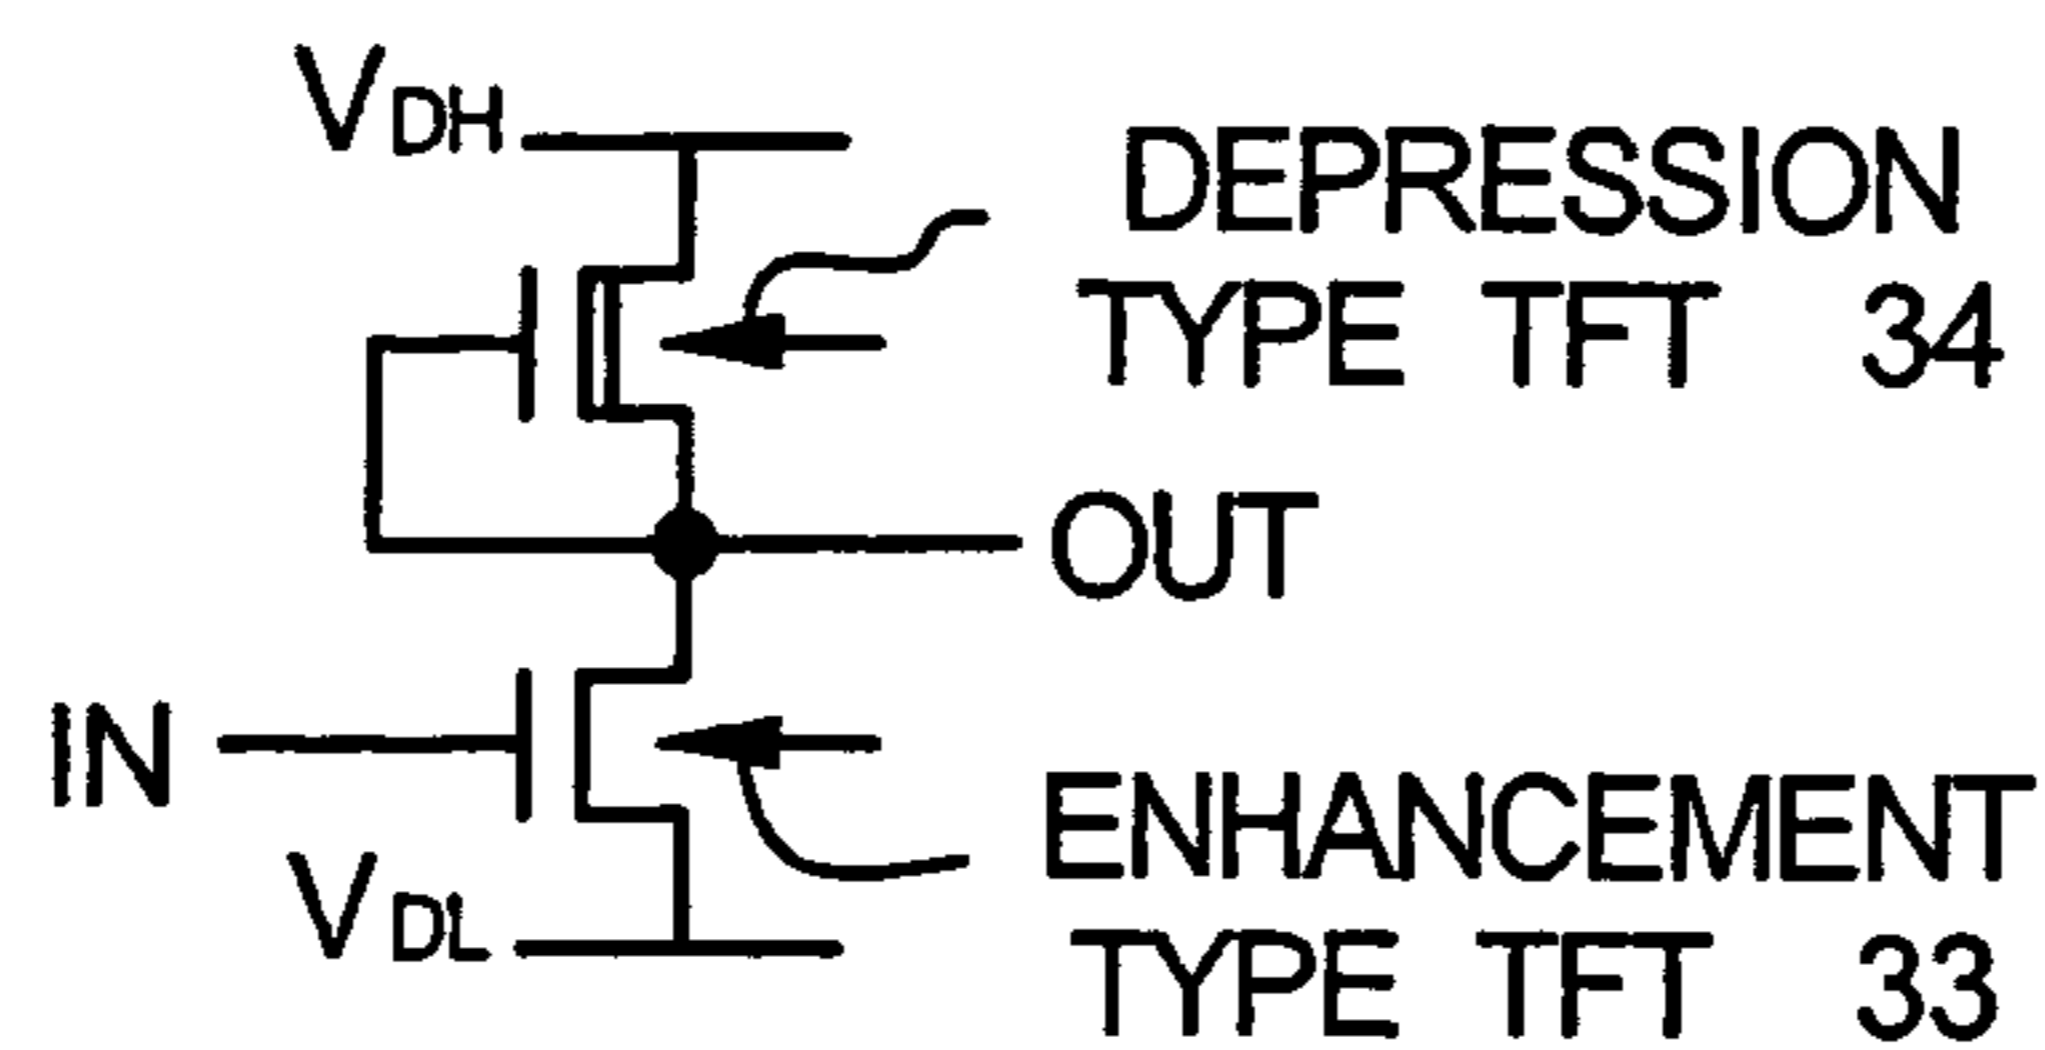 VDH
DEPRESSION
TYPE TFT 34
OUT
IN
ENHANCEMENT
TYPE TFT 33
VDL